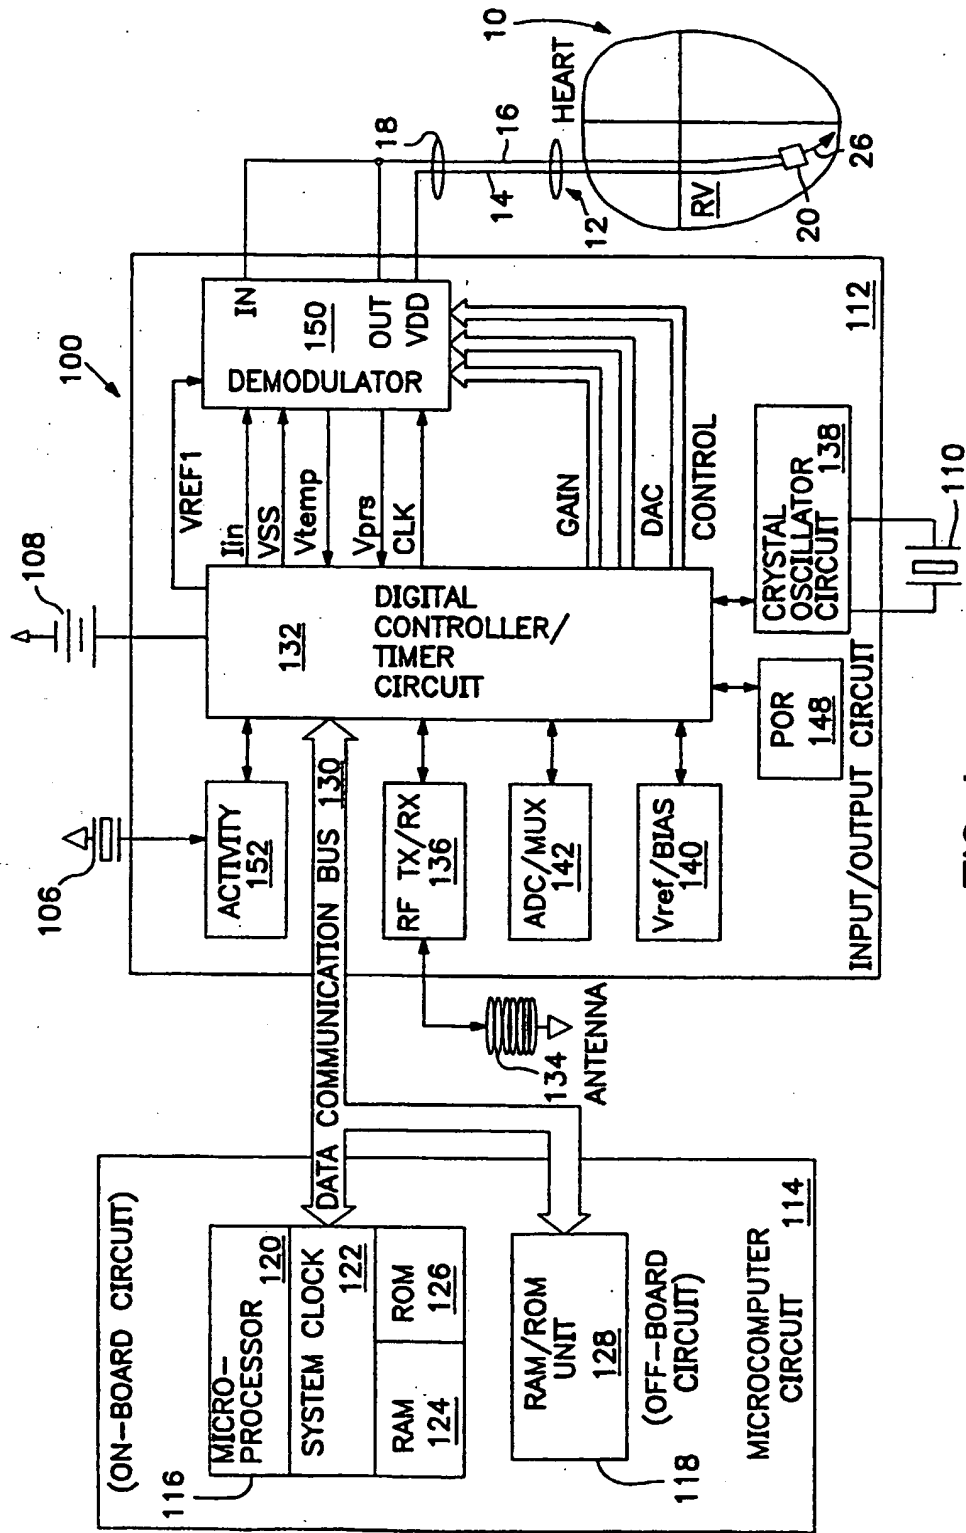 (ON-BOARD CIRCUIT)
116
MICRO-
PROCESSOR
120
SYSTEM CLOCK
122
RAM
124
ROM
126
RAM/ROM
UNIT
128
118
(OFF-BOARD
CIRCUIT)
MICROCOMPUTER
CIRCUIT
114
DATA COMMUNICATION BUS 130
134
ANTENNA
106
ACTIVITY
152
RF TX/RX
136
ADC/MUX
142
Vref/BIAS
140
POR
148
INPUT/OUTPUT CIRCUIT
112
108
132
DIGITAL
CONTROLLER/
TIMER
CIRCUIT
CRYSTAL
OSCILLATOR
CIRCUIT
138
110
100
VREF1
Iin
VSS
Vtemp
Vprs
CLK
GAIN
DAC
CONTROL
DEMODULATOR
150
IN
OUT
VDD
18
14
16
12
HEART
10
RV
20
26